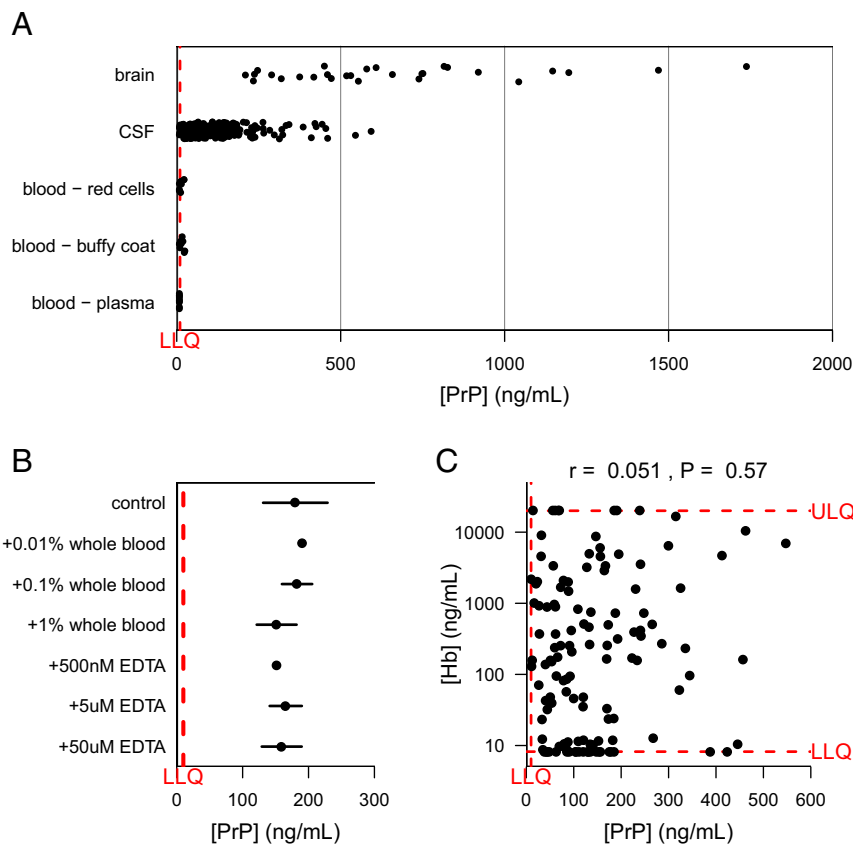 A
brain
CSF
blood − red cells
blood − buffy coat
blood − plasma
LLQ
0 500 1000 1500 2000
[PrP] (ng/mL)
B
control
+0.01% whole blood
+0.1% whole blood
+1% whole blood
+500nM EDTA
+5uM EDTA
+50uM EDTA
LLQ
0 100 200 300
[PrP] (ng/mL)
C
r = 0.051 , P = 0.57
ULQ
10000
1000
100
10
[Hb] (ng/mL)
LLQ
LLQ
0 100 200 300 400 500 600
[PrP] (ng/mL)